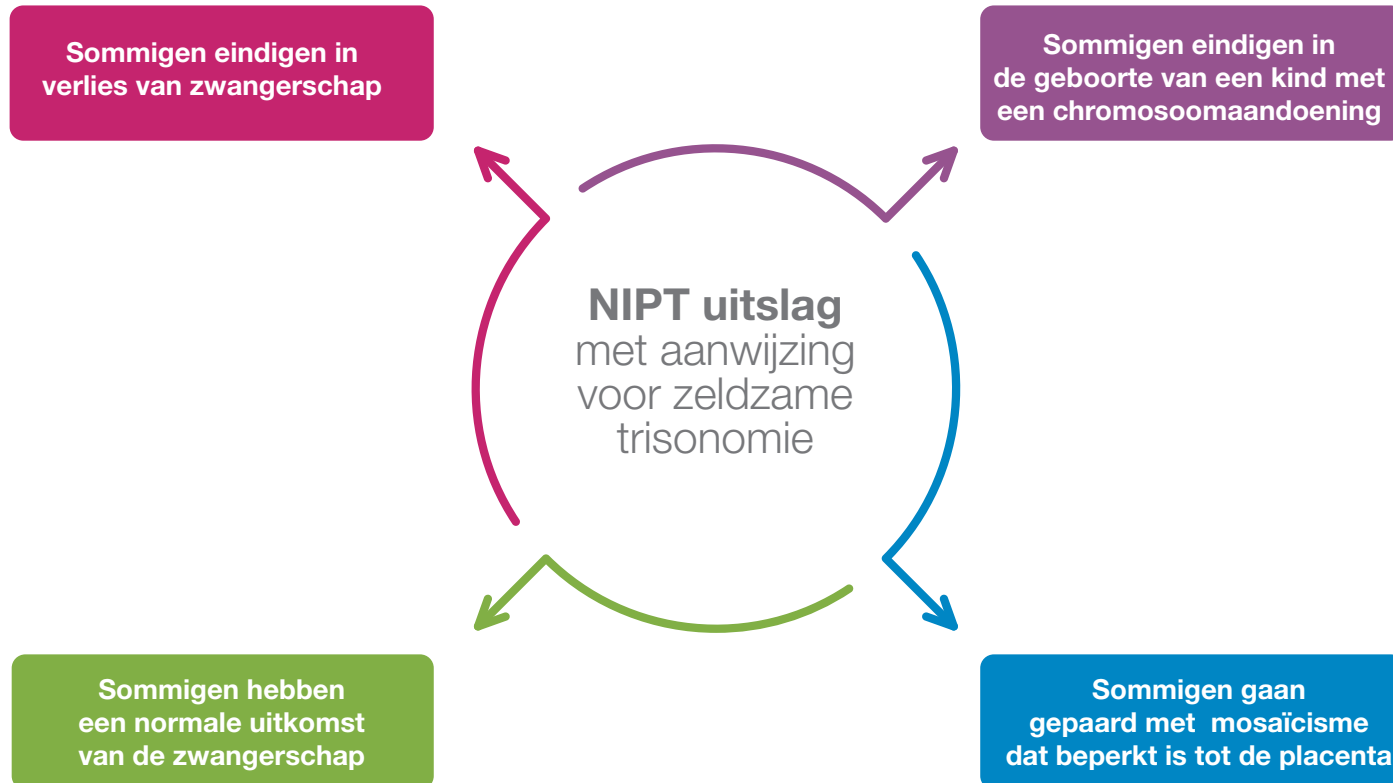 Sommigen eindigen in
verlies van zwangerschap
Sommigen eindigen in
de geboorte van een kind met
een chromosoomaandoening
NIPT uitslag
met aanwijzing
voor zeldzame
trisonomie
Sommigen hebben
een normale uitkomst
van de zwangerschap
Sommigen gaan
gepaard met  mosaïcisme
dat beperkt is tot de placenta